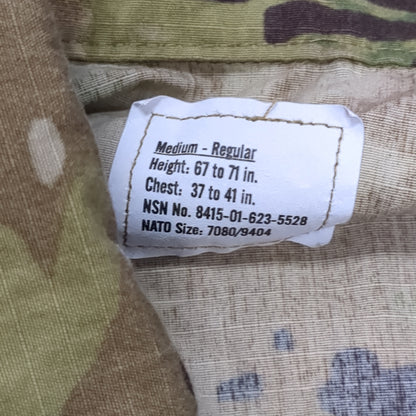 Medium - Regular
Height: 67 to 71 in.
Chest: 37 to 41 in.
NSN No. 8415-01-623-5528
NATO Size: 7080/9404